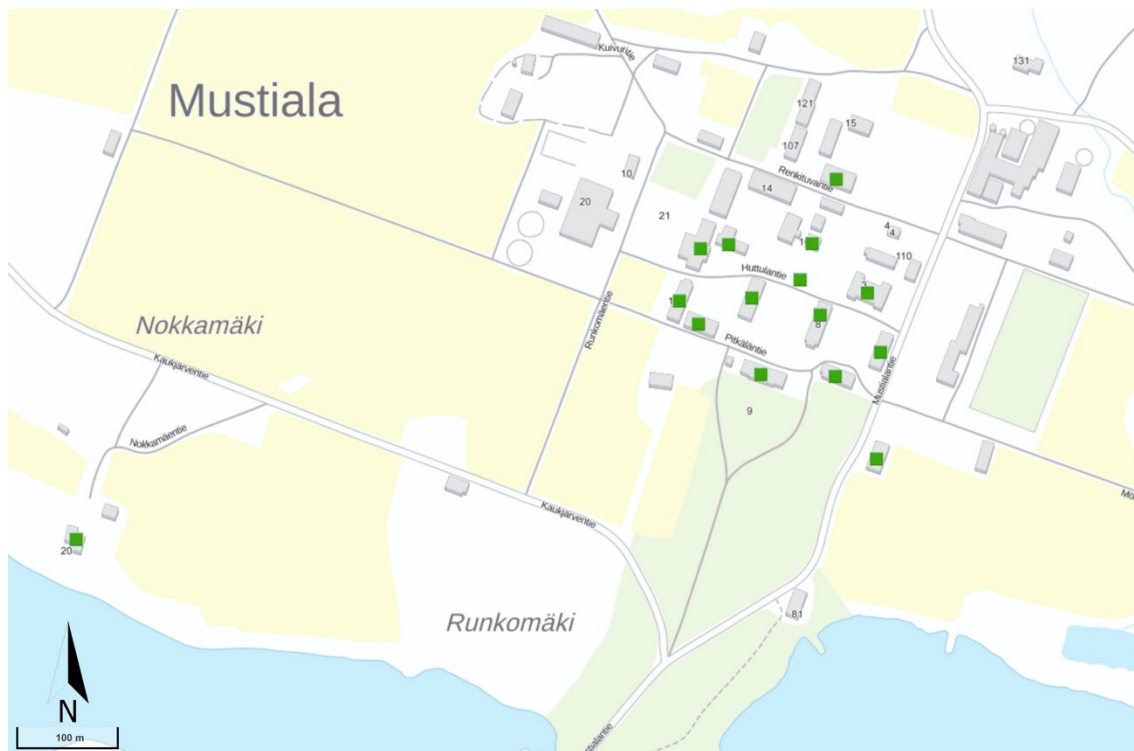 Kuivuritie
131
Mustiala
121
15
107
10
Renkituvantie
14
20
21
4
4
110
Huttulantie
3
Nokkamäki
Runkomäentie
8
Pitkäläntie
Kaukjärventie
Mustialantie
9
Nokkamäentie
Kaukjärventie
20
Runkomäki
81
N
100 m